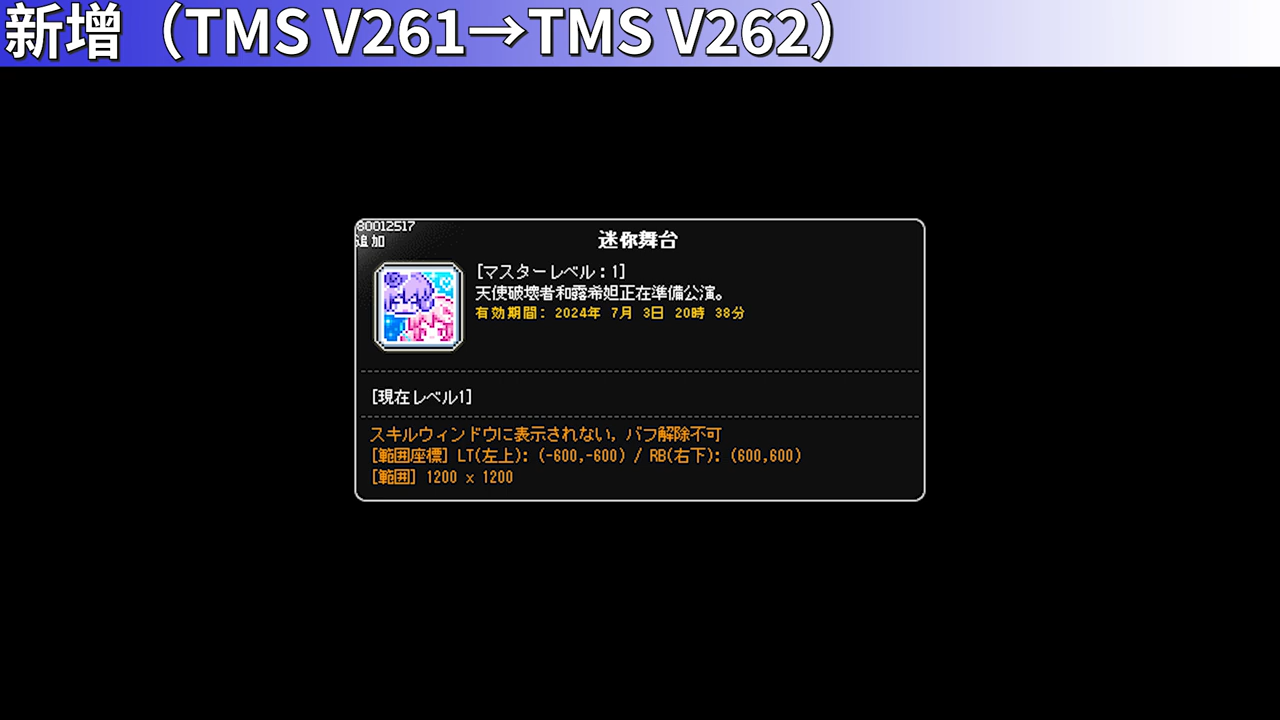 新増（TMS V261→TMS V262）
80012517
追加
迷你舞台
[マスターレベル：1]
天使破壊者和露希妲正在準備公演。
有効期間： 2024年 7月 3日 20時 38分
[現在レベル1]
スキルウィンドウに表示されない，バフ解除不可
[範囲座標] LT(左上): (-600,-600) / RB(右下): (600,600)
[範囲] 1200 x 1200